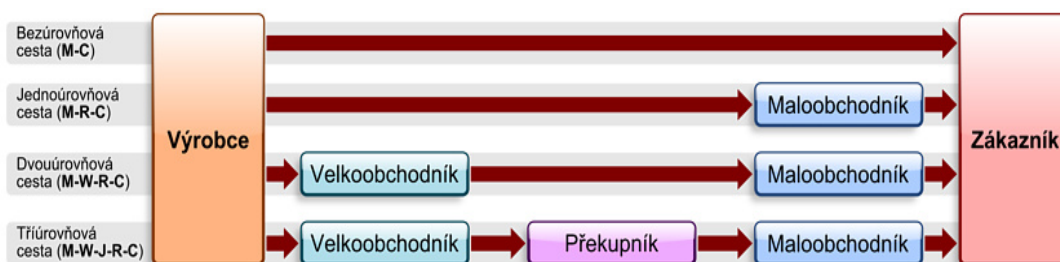 Bezúrovňová
cesta (M-C)
Jednoúrovňová
cesta (M-R-C)
Maloobchodník
Výrobce
Zákazník
Dvouúrovňová
cesta (M-W-R-C)
Velkoobchodník
Maloobchodník
Tříúrovňová
cesta (M-W-J-R-C)
Velkoobchodník
Překupník
Maloobchodník